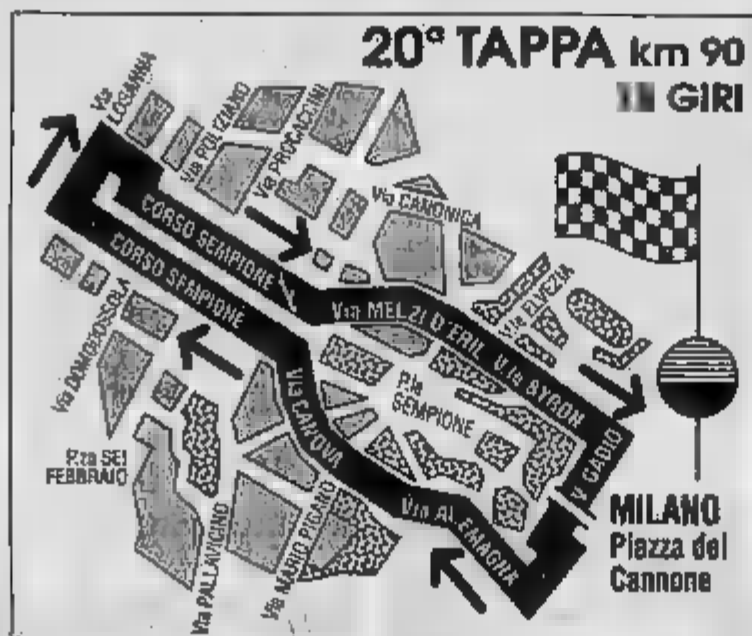 20ª TAPPA km 90
GIRI
Via LOSANNA
Via POLIZIANO
Via PROCACCINI
Via CANONICA
CORSO SEMPIONE
CORSO SEMPIONE
Via MELZI D'ERIL
Via BYRON
Via ELVEZIA
Via DOMODOSSOLA
P.le
SEMPIONE
VIA CANOVA
V. GADIO
P.za SEI
FEBBRAIO
Via ALEMAGNA
Via PALLAVICINO
Via MARIO PAGANO
MILANO
Piazza del
Cannone